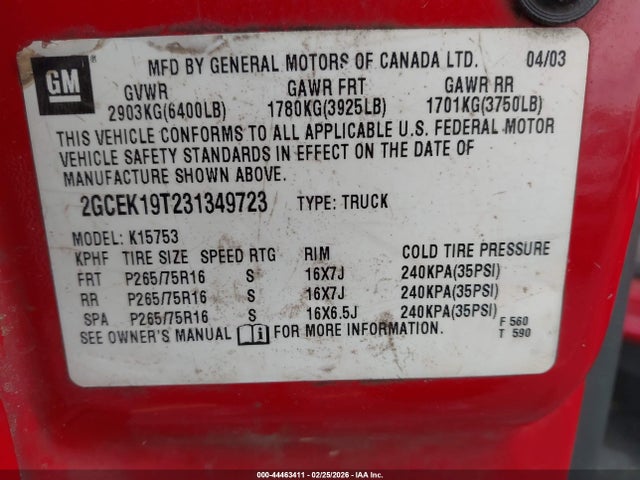 GM
MFD BY GENERAL MOTORS OF CANADA LTD. 04/03
GVWR GAWR FRT GAWR RR
2903KG(6400LB) 1780KG(3925LB) 1701KG(3750LB)
THIS VEHICLE CONFORMS TO ALL APPLICABLE U.S. FEDERAL MOTOR
VEHICLE SAFETY STANDARDS IN EFFECT ON THE DATE OF
MANUFACTURE SHOWN ABOVE.
2GCEK19T231349723 TYPE: TRUCK
MODEL: K15753
KPHF TIRE SIZE SPEED RTG RIM COLD TIRE PRESSURE
FRT P265/75R16 S 16X7J 240KPA(35PSI)
RR P265/75R16 S 16X7J 240KPA(35PSI)
SPA P265/75R16 S 16X6.5J 240KPA(35PSI)
SEE OWNER'S MANUAL i FOR MORE INFORMATION. F 560
T 590
000-44463411 - 02/25/2026 - IAA Inc.